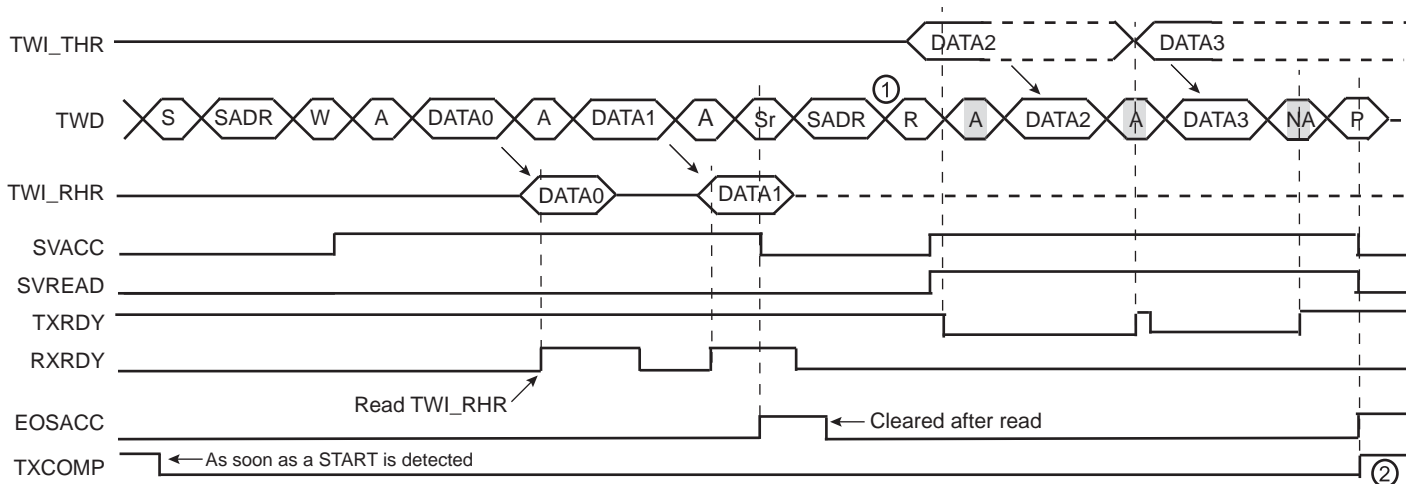 TWI_THR DATA2 DATA3
①
TWD S SADR W A DATA0 A DATA1 A Sr SADR R A DATA2 A DATA3 NA P
TWI_RHR DATA0 DATA1
SVACC
SVREAD
TXRDY
RXRDY
Read TWI_RHR
EOSACC Cleared after read
As soon as a START is detected
TXCOMP ②